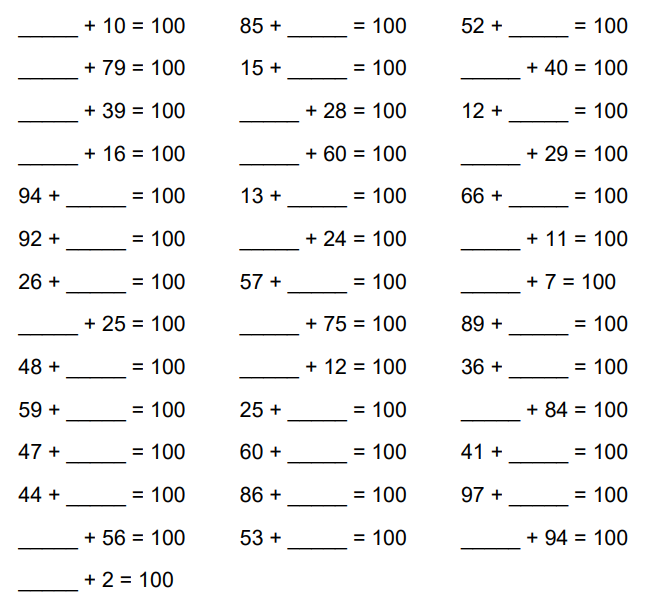 _____ + 10 = 100 85 + _____ = 100 52 + _____ = 100
_____ + 79 = 100 15 + _____ = 100 _____ + 40 = 100
_____ + 39 = 100 _____ + 28 = 100 12 + _____ = 100
_____ + 16 = 100 _____ + 60 = 100 _____ + 29 = 100
94 + _____ = 100 13 + _____ = 100 66 + _____ = 100
92 + _____ = 100 _____ + 24 = 100 _____ + 11 = 100
26 + _____ = 100 57 + _____ = 100 _____ + 7 = 100
_____ + 25 = 100 _____ + 75 = 100 89 + _____ = 100
48 + _____ = 100 _____ + 12 = 100 36 + _____ = 100
59 + _____ = 100 25 + _____ = 100 _____ + 84 = 100
47 + _____ = 100 60 + _____ = 100 41 + _____ = 100
44 + _____ = 100 86 + _____ = 100 97 + _____ = 100
_____ + 56 = 100 53 + _____ = 100 _____ + 94 = 100
_____ + 2 = 100